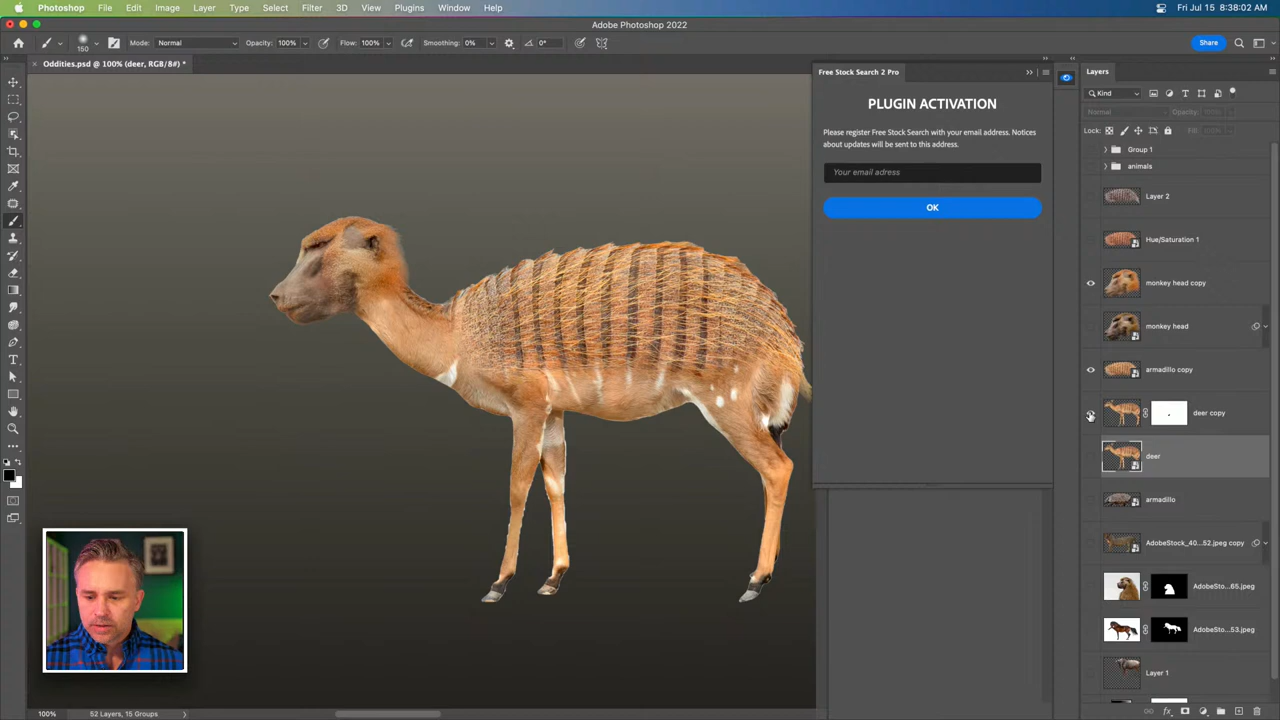 Photoshop File Edit Image Layer Type Select Filter 3D View Plugins Window Help Fri Jul 15 8:38:02 AM
Adobe Photoshop 2022
150 Mode: Normal Opacity: 100% Flow: 100% Smoothing: 0% 0° Share
Oddities.psd @ 100% (deer, RGB/8#) *
Free Stock Search 2 Pro
PLUGIN ACTIVATION
Please register Free Stock Search with your email address. Notices
about updates will be sent to this address.
Your email adress
OK
Layers
Kind
Normal Opacity: 100%
Lock: Fill: 100%
Group 1
animals
Layer 2
Hue/Saturation 1
monkey head copy
monkey head
armadillo copy
deer copy
deer
armadillo
AdobeStock_40...52.jpeg copy
AdobeSto...65.jpeg
AdobeSto...53.jpeg
Layer 1
100% 52 Layers, 15 Groups